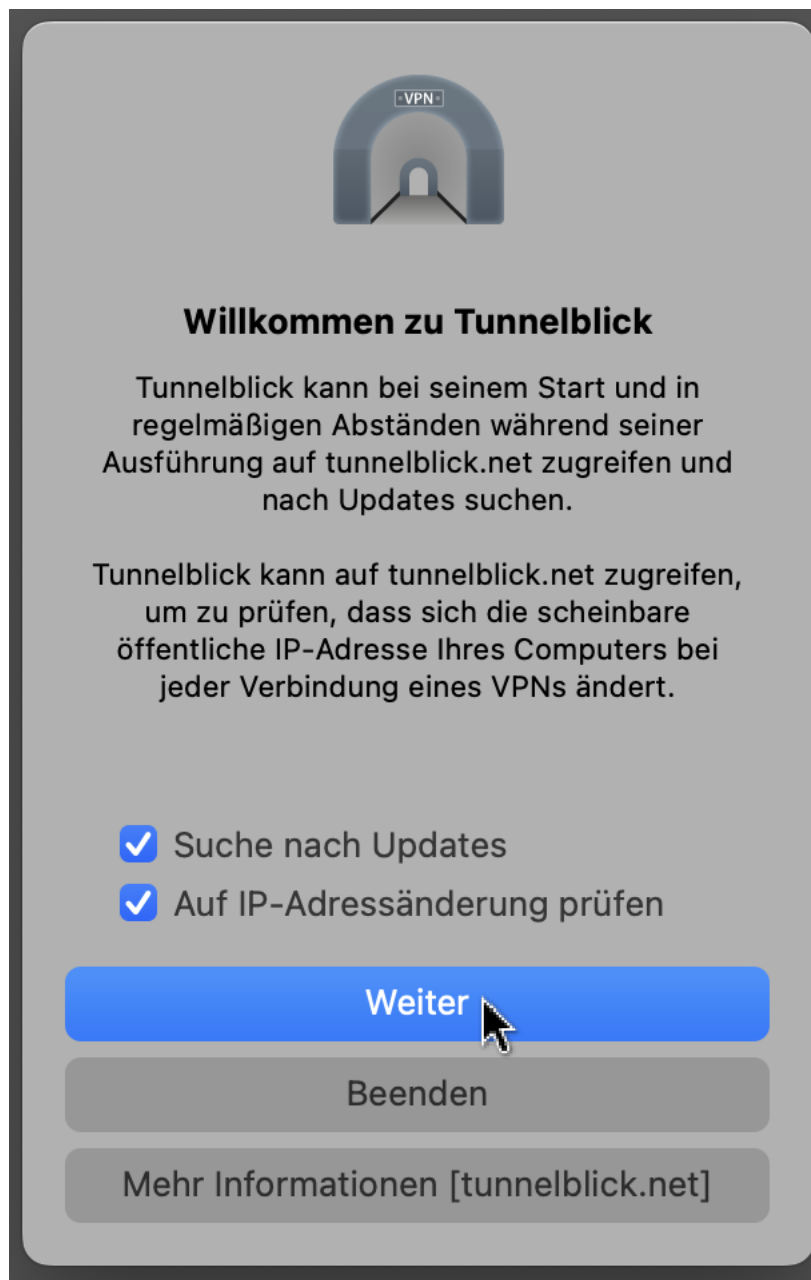 VPN
Willkommen zu Tunnelblick
Tunnelblick kann bei seinem Start und in
regelmäßigen Abständen während seiner
Ausführung auf tunnelblick.net zugreifen und
nach Updates suchen.
Tunnelblick kann auf tunnelblick.net zugreifen,
um zu prüfen, dass sich die scheinbare
öffentliche IP-Adresse Ihres Computers bei
jeder Verbindung eines VPNs ändert.
Suche nach Updates
Auf IP-Adressänderung prüfen
Weiter
Beenden
Mehr Informationen [tunnelblick.net]